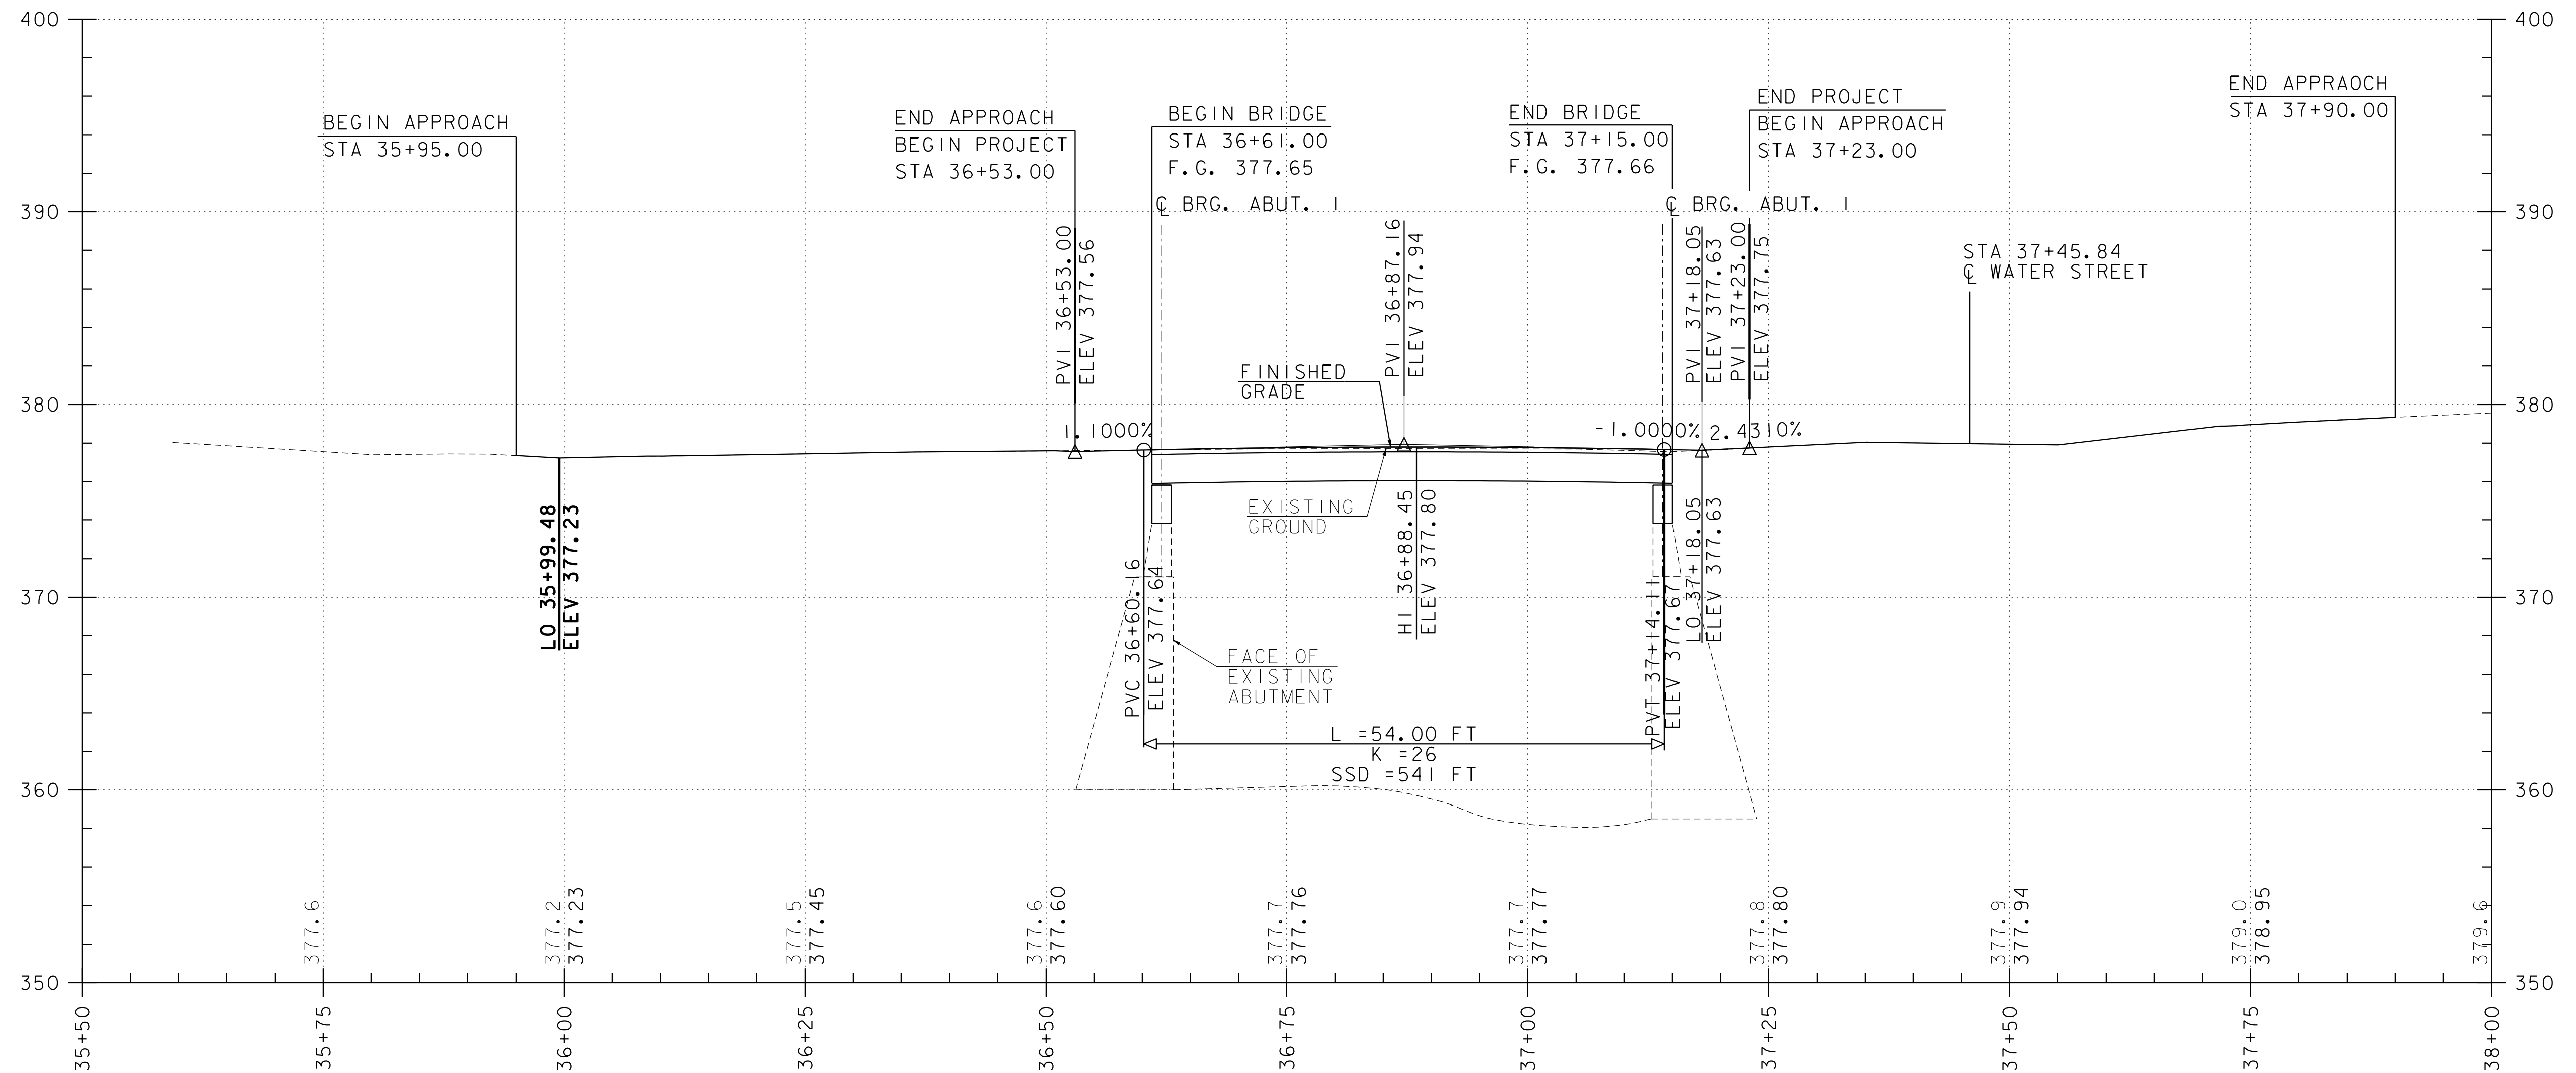 400
400
BEGIN APPROACH
STA 35+95.00
END APPROACH
BEGIN PROJECT
STA 36+53.00
BEGIN BRIDGE
STA 36+61.00
F.G. 377.65
END BRIDGE
STA 37+15.00
F.G. 377.66
END PROJECT
BEGIN APPROACH
STA 37+23.00
END APPRAOCH
STA 37+90.00
390
℄ BRG. ABUT. 1
℄ BRG. ABUT. 1
390
PVI 36+53.00
ELEV 377.56
PVI 36+87.16
ELEV 377.94
PVI 37+18.05
ELEV 377.63
PVI 37+23.00
ELEV 377.75
STA 37+45.84
℄ WATER STREET
FINISHED
GRADE
380
380
1.1000%
-1.0000%
2.4310%
LO 35+99.48
ELEV 377.23
EXISTING
GROUND
HI 36+88.45
ELEV 377.80
LO 37+18.05
ELEV 377.63
370
370
PVC 36+60.16
ELEV 377.64
PVT 37+14.11
ELEV 377.67
FACE OF
EXISTING
ABUTMENT
L =54.00 FT
K =26
SSD =541 FT
360
360
377.6
377.2
377.23
377.5
377.45
377.6
377.60
377.7
377.76
377.7
377.77
377.8
377.80
377.9
377.94
379.0
378.95
379.6
350
350
35+50
35+75
36+00
36+25
36+50
36+75
37+00
37+25
37+50
37+75
38+00